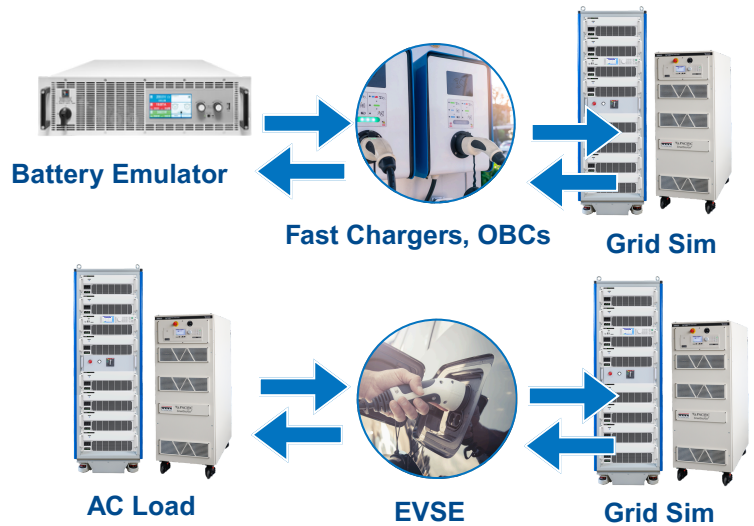 Battery Emulator
Fast Chargers, OBCs
Grid Sim
AC Load
EVSE
Grid Sim